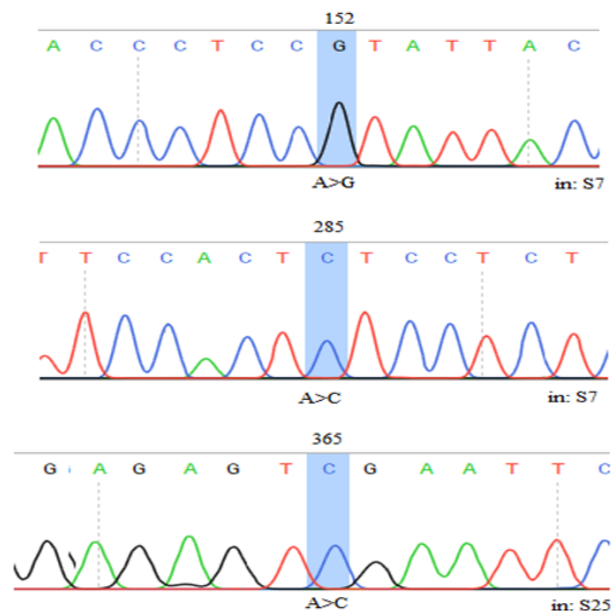 152
A C C C T C C G T A T T A C
A>G
in: S7
285
T T C C A C T C T C C T C T
A>C
in: S7
365
G A G A G T C G A A T T C
A>C
in: S25